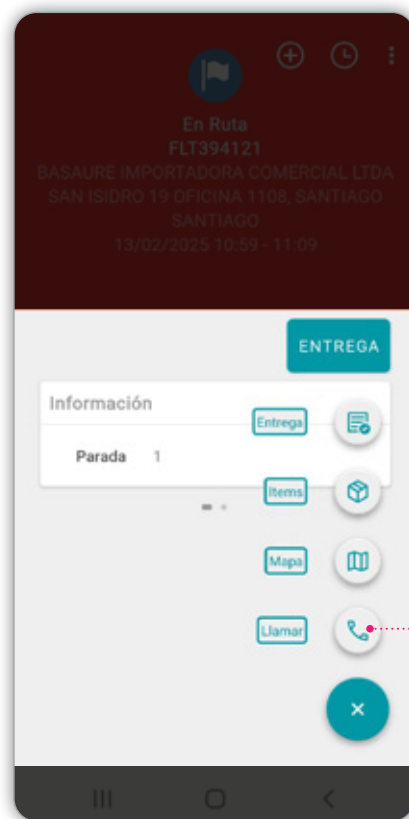 En Ruta
FLT394121
BASAURE IMPORTADORA COMERCIAL LTDA
SAN ISIDRO 19 OFICINA 1108, SANTIAGO
SANTIAGO
13/02/2025 10:59 - 11:09
ENTREGA
Información
Entrega
Parada 1
Items
Mapa
Llamar